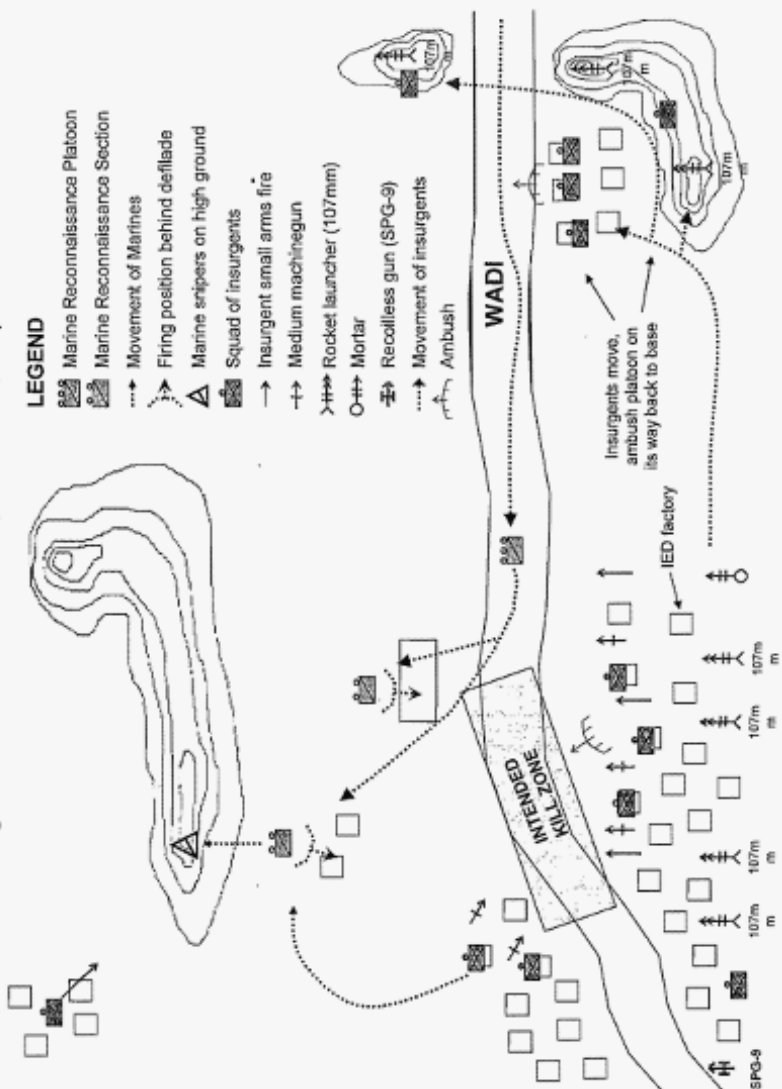 LEGEND
Marine Reconnaissance Platoon
Marine Reconnaissance Section
Movement of Marines
Firing position behind defilade
Marine snipers on high ground
Squad of insurgents
Insurgent small arms fire
Medium machinegun
Rocket launcher (107mm)
Mortar
Recoilless gun (SPG-9)
Movement of insurgents
Ambush
107m
m
WADI
107m
m
107m
m
Insurgents move,
ambush platoon on
its way back to base
IED factory
INTENDED
KILL ZONE
SPG-9
107m
m
107m
m
107m
m
107m
m